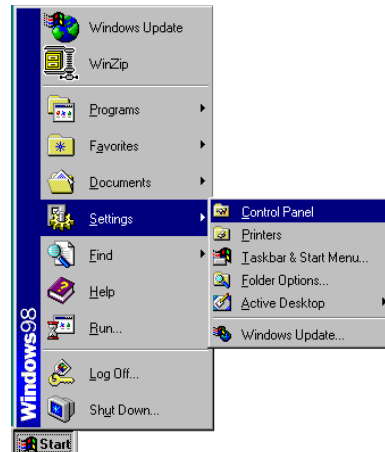 Windows Update
WinZip
Programs
Favorites
Documents
Settings
Find
Help
Run...
Log Off...
Shut Down...
Control Panel
Printers
Taskbar & Start Menu...
Folder Options...
Active Desktop
Windows Update...
Windows98
Start